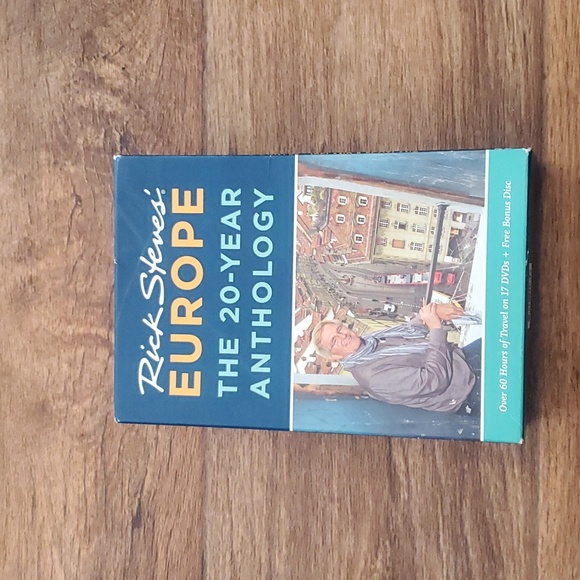 Rick Steves'®
EUROPE
THE 20-YEAR
ANTHOLOGY
Over 60 Hours of Travel on 17 DVDs + Free Bonus Disc